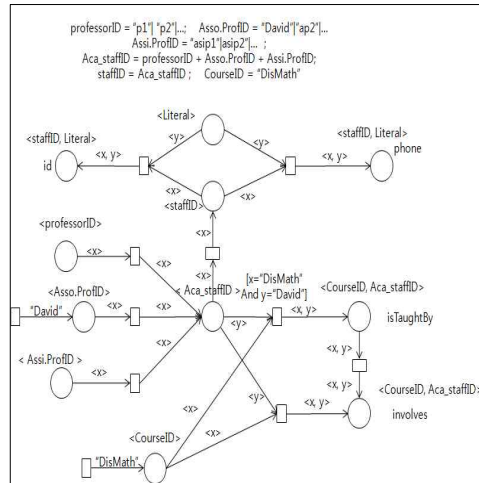 professorID = "p1"| "p2"|...; Asso.ProfID = "David"|"ap2"|...
Assi.ProfID = "asip1"|asip2"|... ;
Aca_staffID = professorID + Asso.ProfID + Assi.ProfID;
staffID = Aca_staffID ; CourseID = "DisMath"
<Literal>
<staffID, Literal>
<y>
<y>
<staffID, Literal>
<x, y>
<x, y>
phone
id
<x>
<x>
<staffID>
<x>
<professorID>
<x>
<x>
<x>
[x="DisMath"
And y="David"]
<Asso.ProfID>
< Aca_staffID >
<CourseID, Aca_staffID>
"David"
<x>
<x>
<y>
<x, y>
isTaughtBy
< Assi.ProfID >
<x>
<y>
<x, y>
<x>
<x, y>
<CourseID, Aca_staffID>
<x>
<x, y>
involves
<CourseID>
<x>
"DisMath"